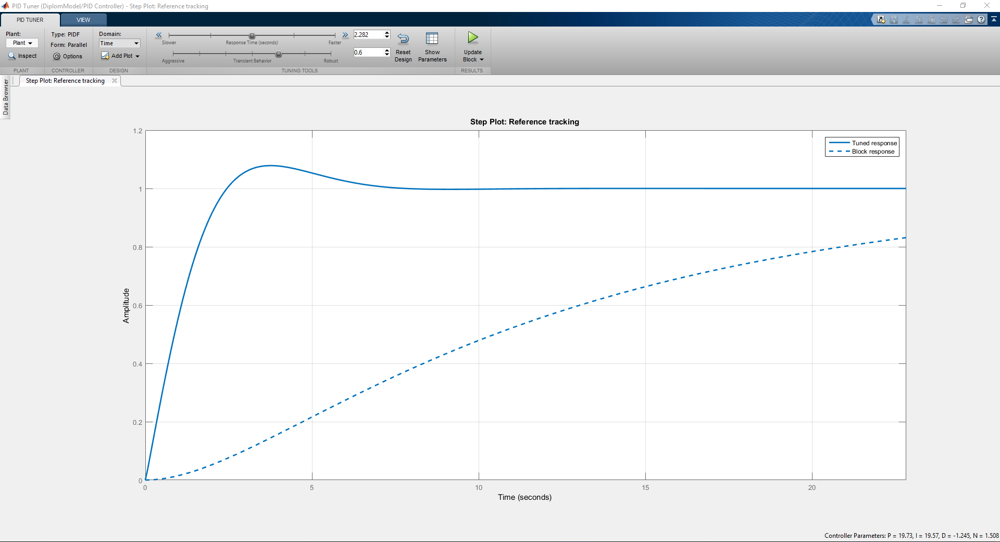 PID Tuner (DiplomModel/PID Controller) - Step Plot: Reference tracking
PID TUNER
VIEW
Plant:
Plant
Inspect
PLANT
Type: PIDF
Form: Parallel
Options
CONTROLLER
Domain:
Time
Add Plot
DESIGN
Slower
Response Time (seconds)
Faster
2.282
Aggressive
Transient Behavior
Robust
0.6
Reset
Design
Show
Parameters
TUNING TOOLS
Update
Block
RESULTS
Data Browser
Step Plot: Reference tracking
Step Plot: Reference tracking
Tuned response
Block response
Amplitude
1.2
1
0.8
0.6
0.4
0.2
0
0
5
10
15
20
Time (seconds)
Controller Parameters: P = 19.73, I = 19.57, D = -1.245, N = 1.508